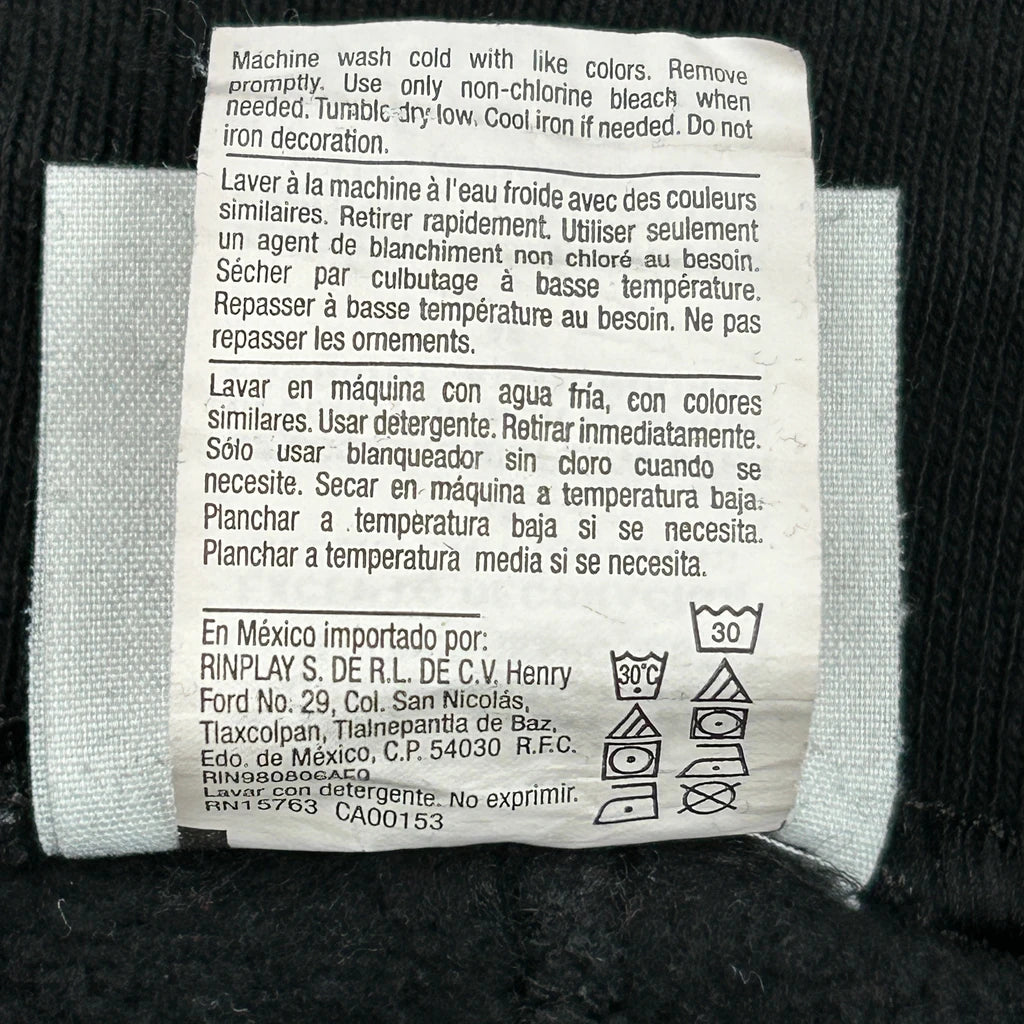 Machine wash cold with like colors. Remove
promptly. Use only non-chlorine bleach when
needed. Tumble dry low. Cool iron if needed. Do not
iron decoration.
Laver à la machine à l'eau froide avec des couleurs
similaires. Retirer rapidement. Utiliser seulement
un agent de blanchiment non chloré au besoin.
Sécher par culbutage à basse température.
Repasser à basse température au besoin. Ne pas
repasser les ornements.
Lavar en máquina con agua fría, con colores
similares. Usar detergente. Retirar inmediatamente.
Sólo usar blanqueador sin cloro cuando se
necesite. Secar en máquina a temperatura baja.
Planchar a temperatura baja si se necesita.
Planchar a temperatura media si se necesita.
En México importado por:
RINPLAY S. DE R.L. DE C.V. Henry
Ford No. 29, Col. San Nicolás,
Tlaxcolpan, Tlalnepantla de Baz,
Edo. de México, C.P. 54030 R.F.C.
RIN980806AE0
Lavar con detergente. No exprimir.
RN15763 CA00153
30
30°C